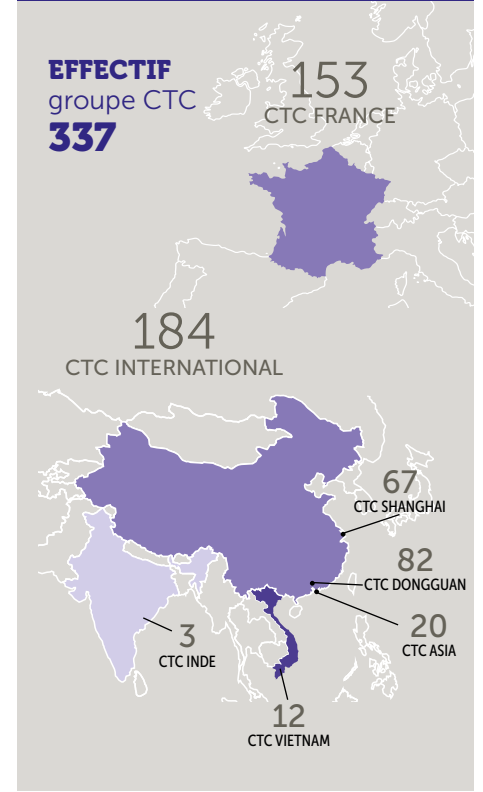 EFFECTIF
groupe CTC
337
153
CTC FRANCE
184
CTC INTERNATIONAL
67
CTC SHANGHAI
82
CTC DONGGUAN
20
CTC ASIA
3
CTC INDE
12
CTC VIETNAM